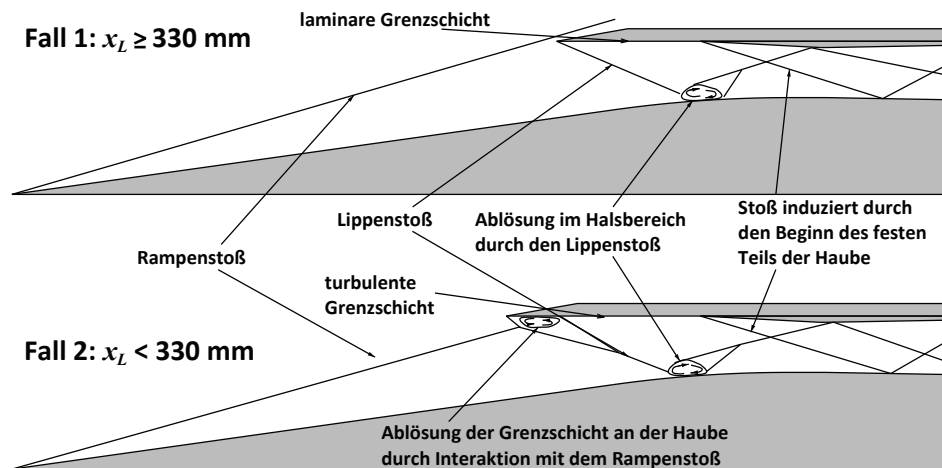 laminare Grenzschicht
Fall 1: x_L ≥ 330 mm
Rampenstoß
Lippenstoß
Ablösung im Halsbereich
durch den Lippenstoß
Stoß induziert durch
den Beginn des festen
Teils der Haube
turbulente
Grenzschicht
Fall 2: x_L < 330 mm
Ablösung der Grenzschicht an der Haube
durch Interaktion mit dem Rampenstoß